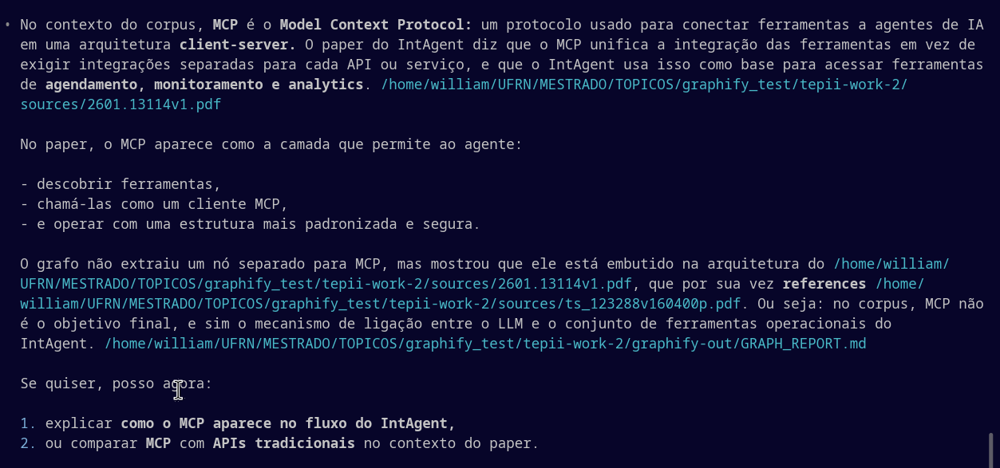 • No contexto do corpus, MCP é o Model Context Protocol: um protocolo usado para conectar ferramentas a agentes de IA
em uma arquitetura client-server. O paper do IntAgent diz que o MCP unifica a integração das ferramentas em vez de
exigir integrações separadas para cada API ou serviço, e que o IntAgent usa isso como base para acessar ferramentas
de agendamento, monitoramento e analytics. /home/william/UFRN/MESTRADO/TOPICOS/graphify_test/tepii-work-2/
sources/2601.13114v1.pdf
No paper, o MCP aparece como a camada que permite ao agente:
- descobrir ferramentas,
- chamá-las como um cliente MCP,
- e operar com uma estrutura mais padronizada e segura.
O grafo não extraiu um nó separado para MCP, mas mostrou que ele está embutido na arquitetura do /home/william/
UFRN/MESTRADO/TOPICOS/graphify_test/tepii-work-2/sources/2601.13114v1.pdf, que por sua vez references /home/
william/UFRN/MESTRADO/TOPICOS/graphify_test/tepii-work-2/sources/ts_123288v160400p.pdf. Ou seja: no corpus, MCP não
é o objetivo final, e sim o mecanismo de ligação entre o LLM e o conjunto de ferramentas operacionais do
IntAgent. /home/william/UFRN/MESTRADO/TOPICOS/graphify_test/tepii-work-2/graphify-out/GRAPH_REPORT.md
Se quiser, posso agora:
1. explicar como o MCP aparece no fluxo do IntAgent,
2. ou comparar MCP com APIs tradicionais no contexto do paper.